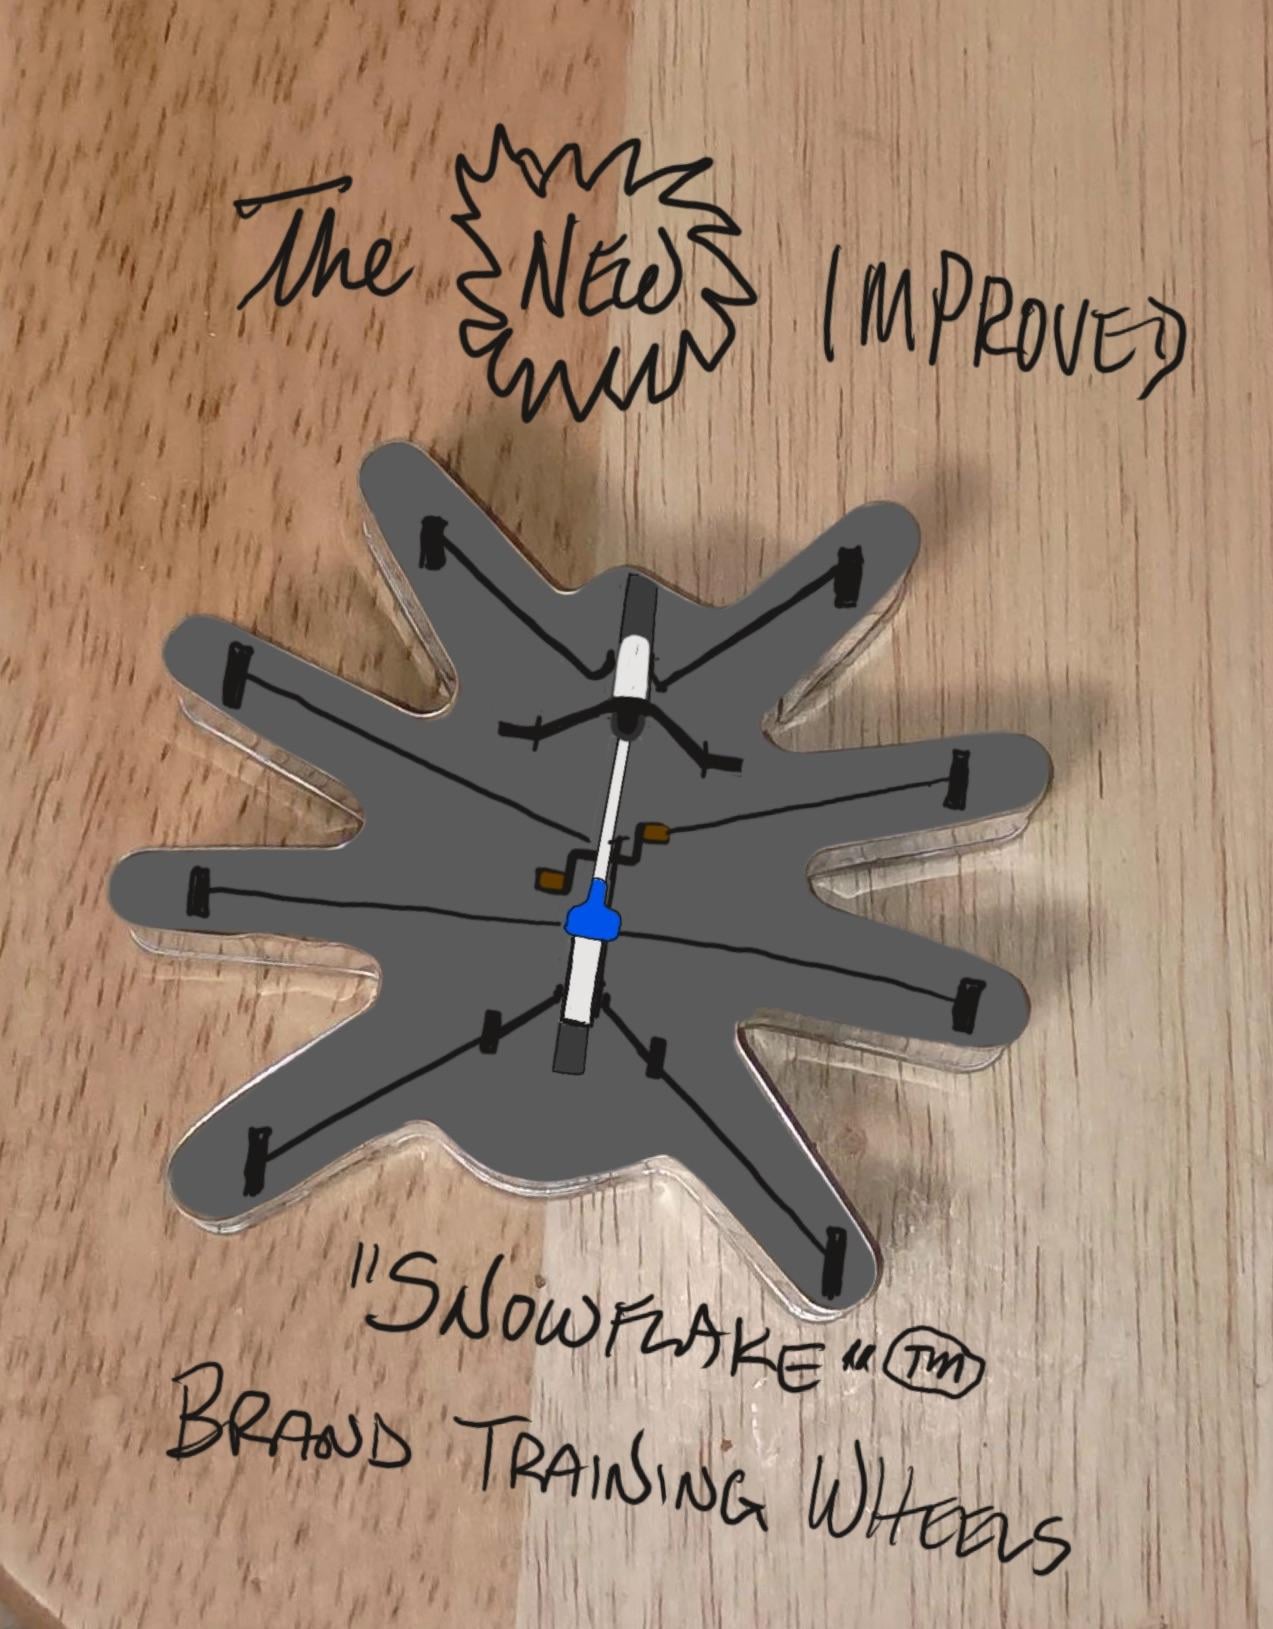 The NEW IMPROVED
"SNOWFLAKE" TM
BRAND TRAINING WHEELS